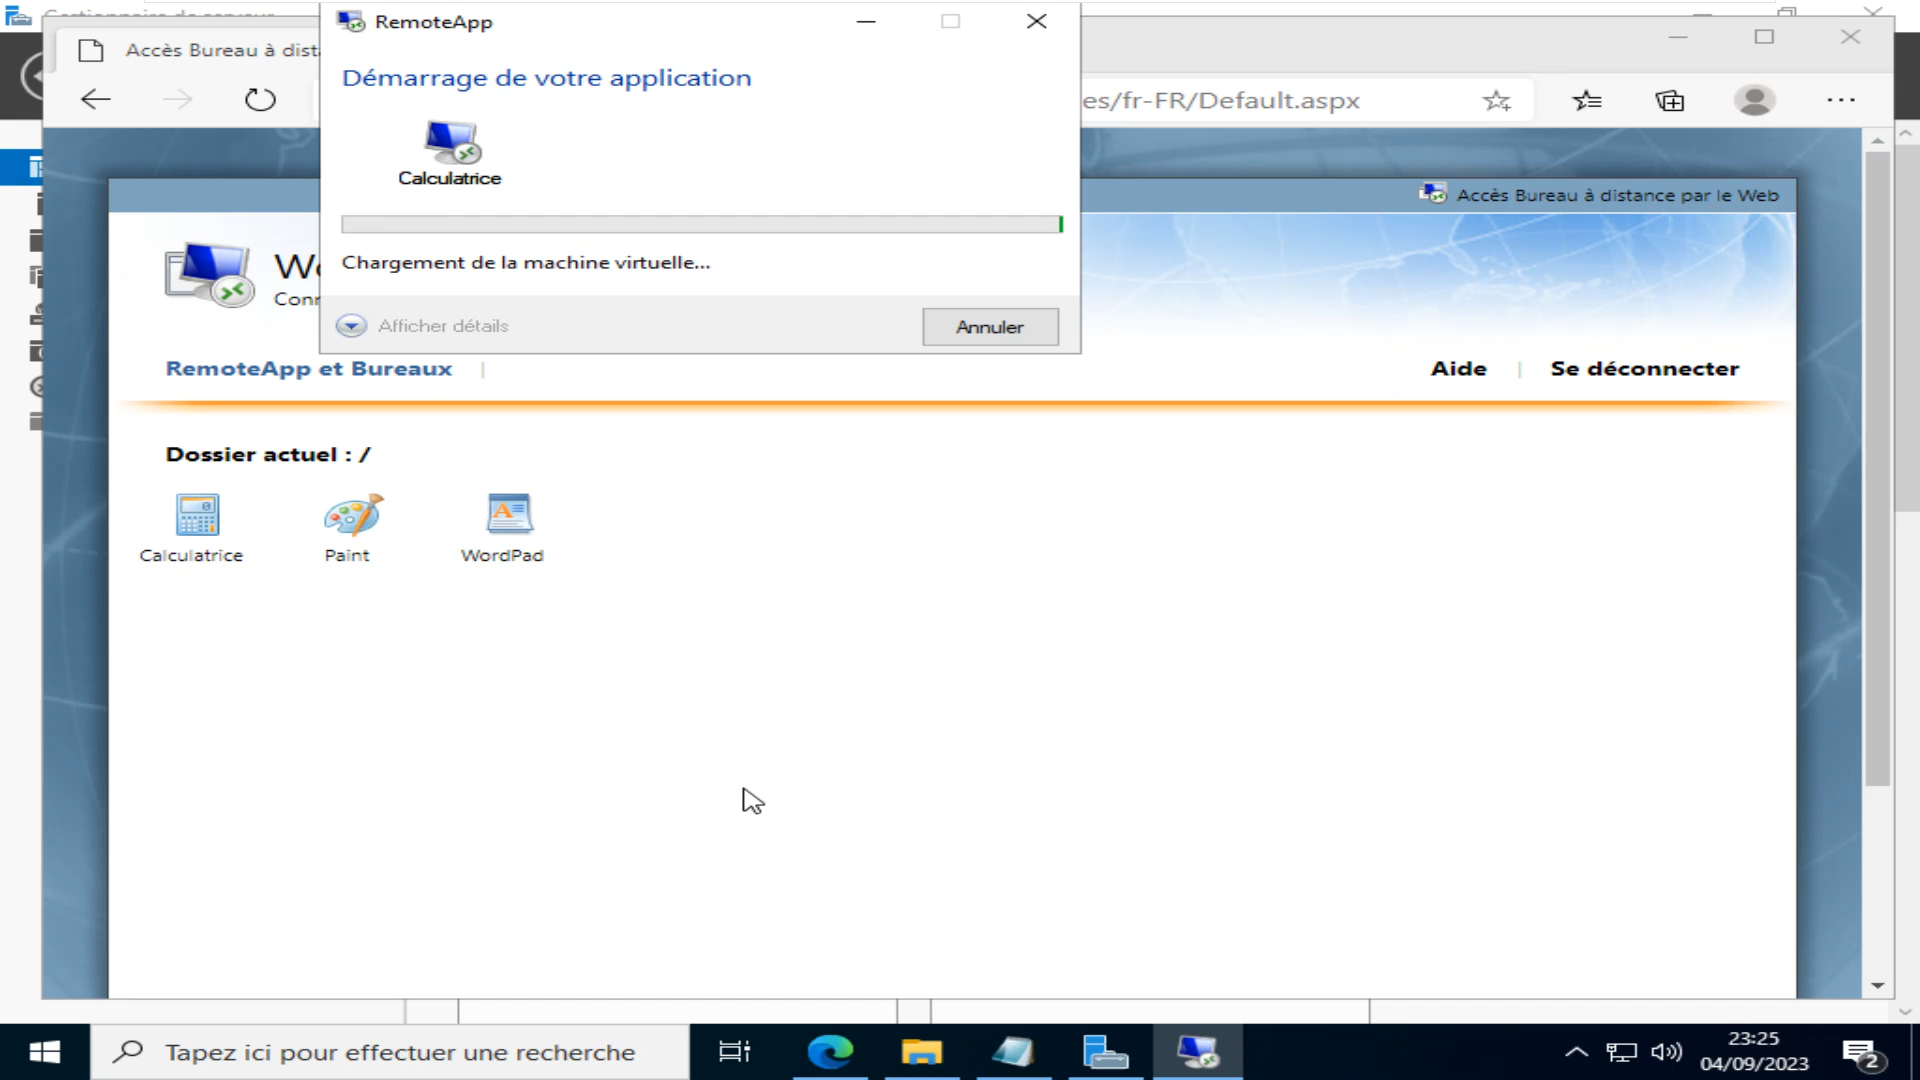 RemoteApp
Accès Bureau à dist
Démarrage de votre application
es/fr-FR/Default.aspx
Calculatrice
Accès Bureau à distance par le Web
Chargement de la machine virtuelle...
Afficher détails
Annuler
RemoteApp et Bureaux
Aide
Se déconnecter
Dossier actuel : /
Calculatrice
Paint
WordPad
Tapez ici pour effectuer une recherche
23:25
04/09/2023
2